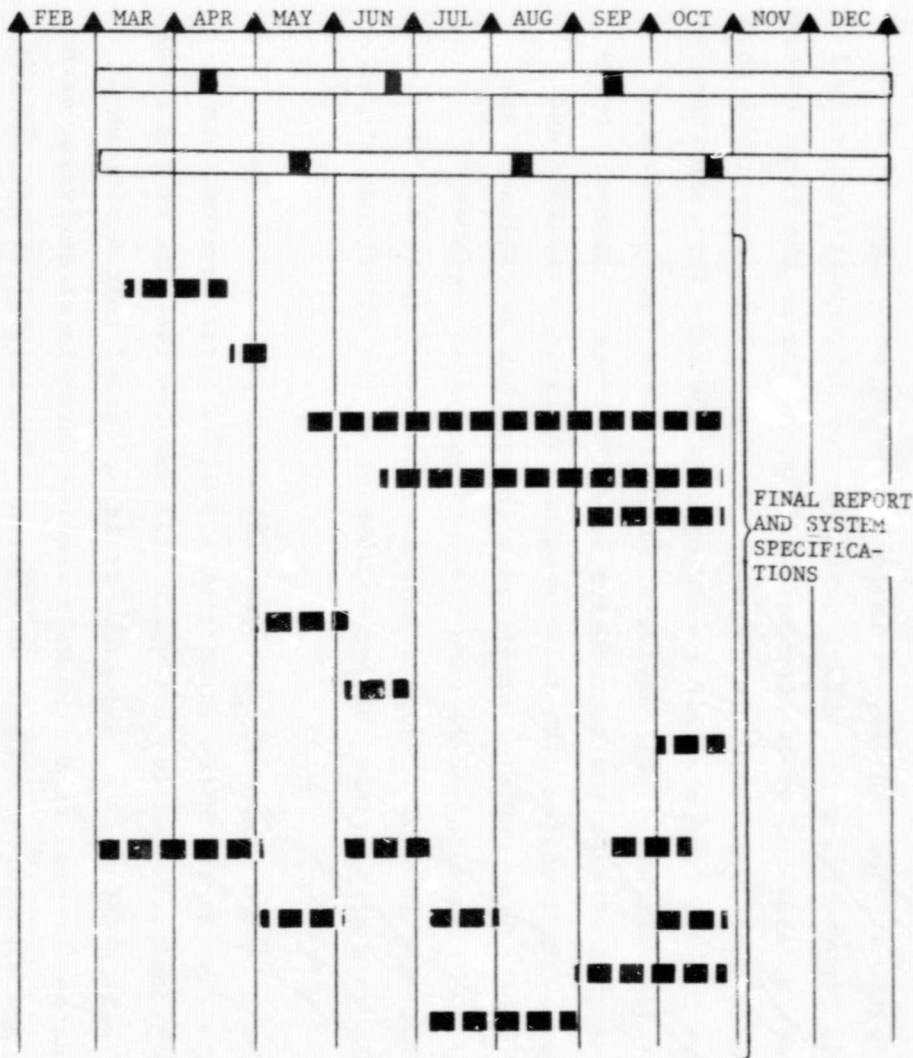 FEB MAR APR MAY JUN JUL AUG SEP OCT NOV DEC
FINAL REPORT
AND SYSTEM
SPECIFICA-
TIONS